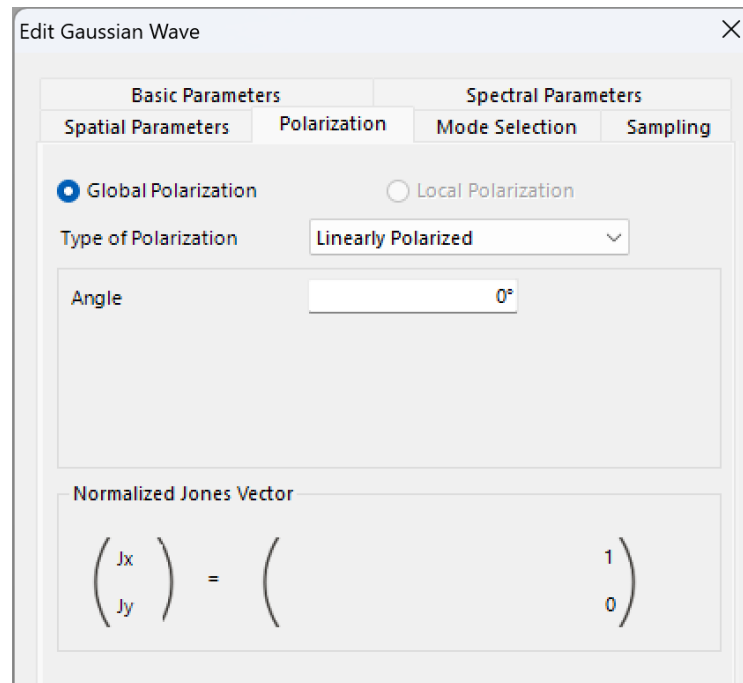 Edit Gaussian Wave
Basic Parameters Spectral Parameters
Spatial Parameters Polarization Mode Selection Sampling
Global Polarization Local Polarization
Type of Polarization Linearly Polarized
Angle 0°
Normalized Jones Vector
Jx 1
=
Jy 0